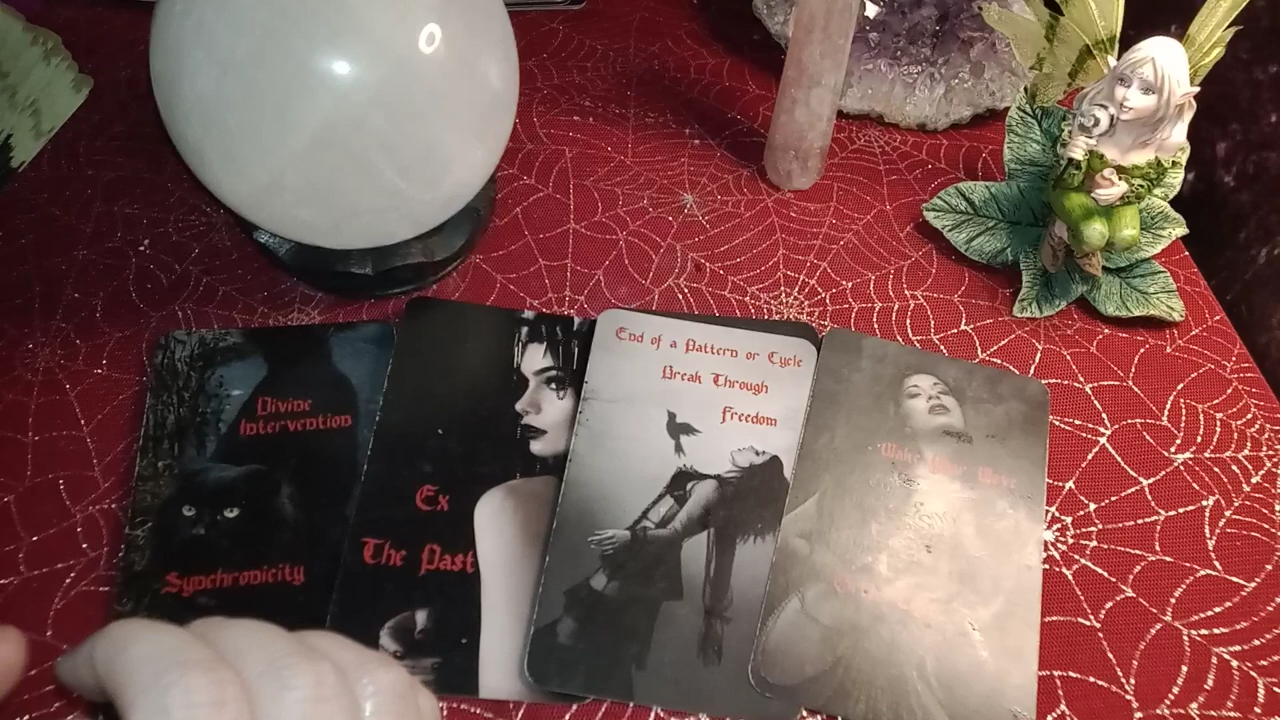 Divine
Intervention
Synchronicity
Ex
The Past
End of a Pattern or Cycle
Break Through
Freedom
Make Your Move